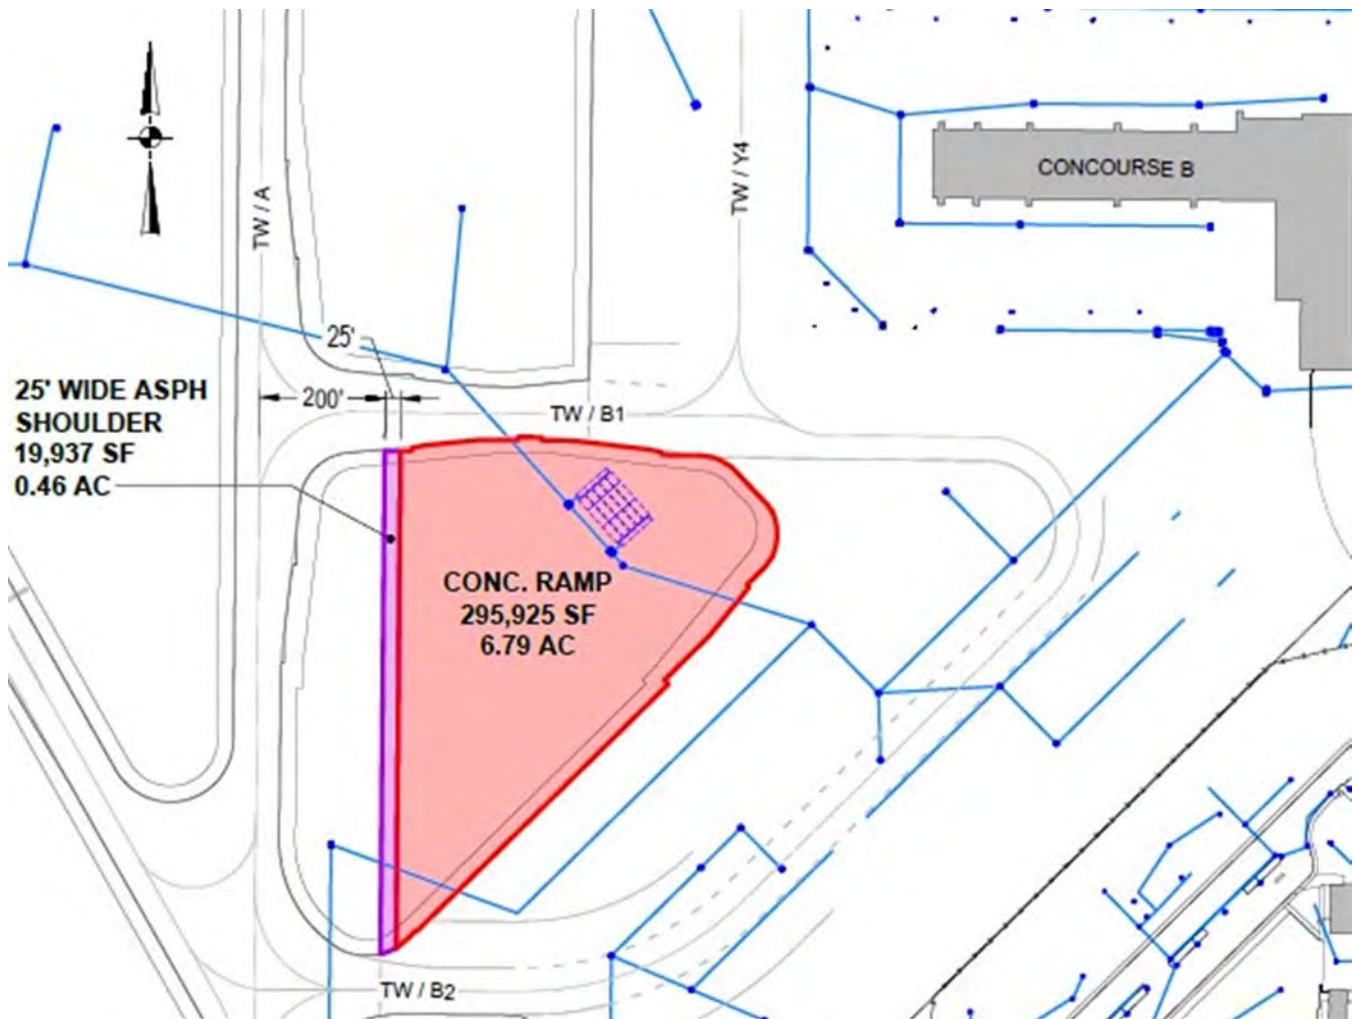 CONCOURSE B
TW / A
TW / Y4
25'
200'
TW / B1
25' WIDE ASPH
SHOULDER
19,937 SF
0.46 AC
CONC. RAMP
295,925 SF
6.79 AC
TW / B2